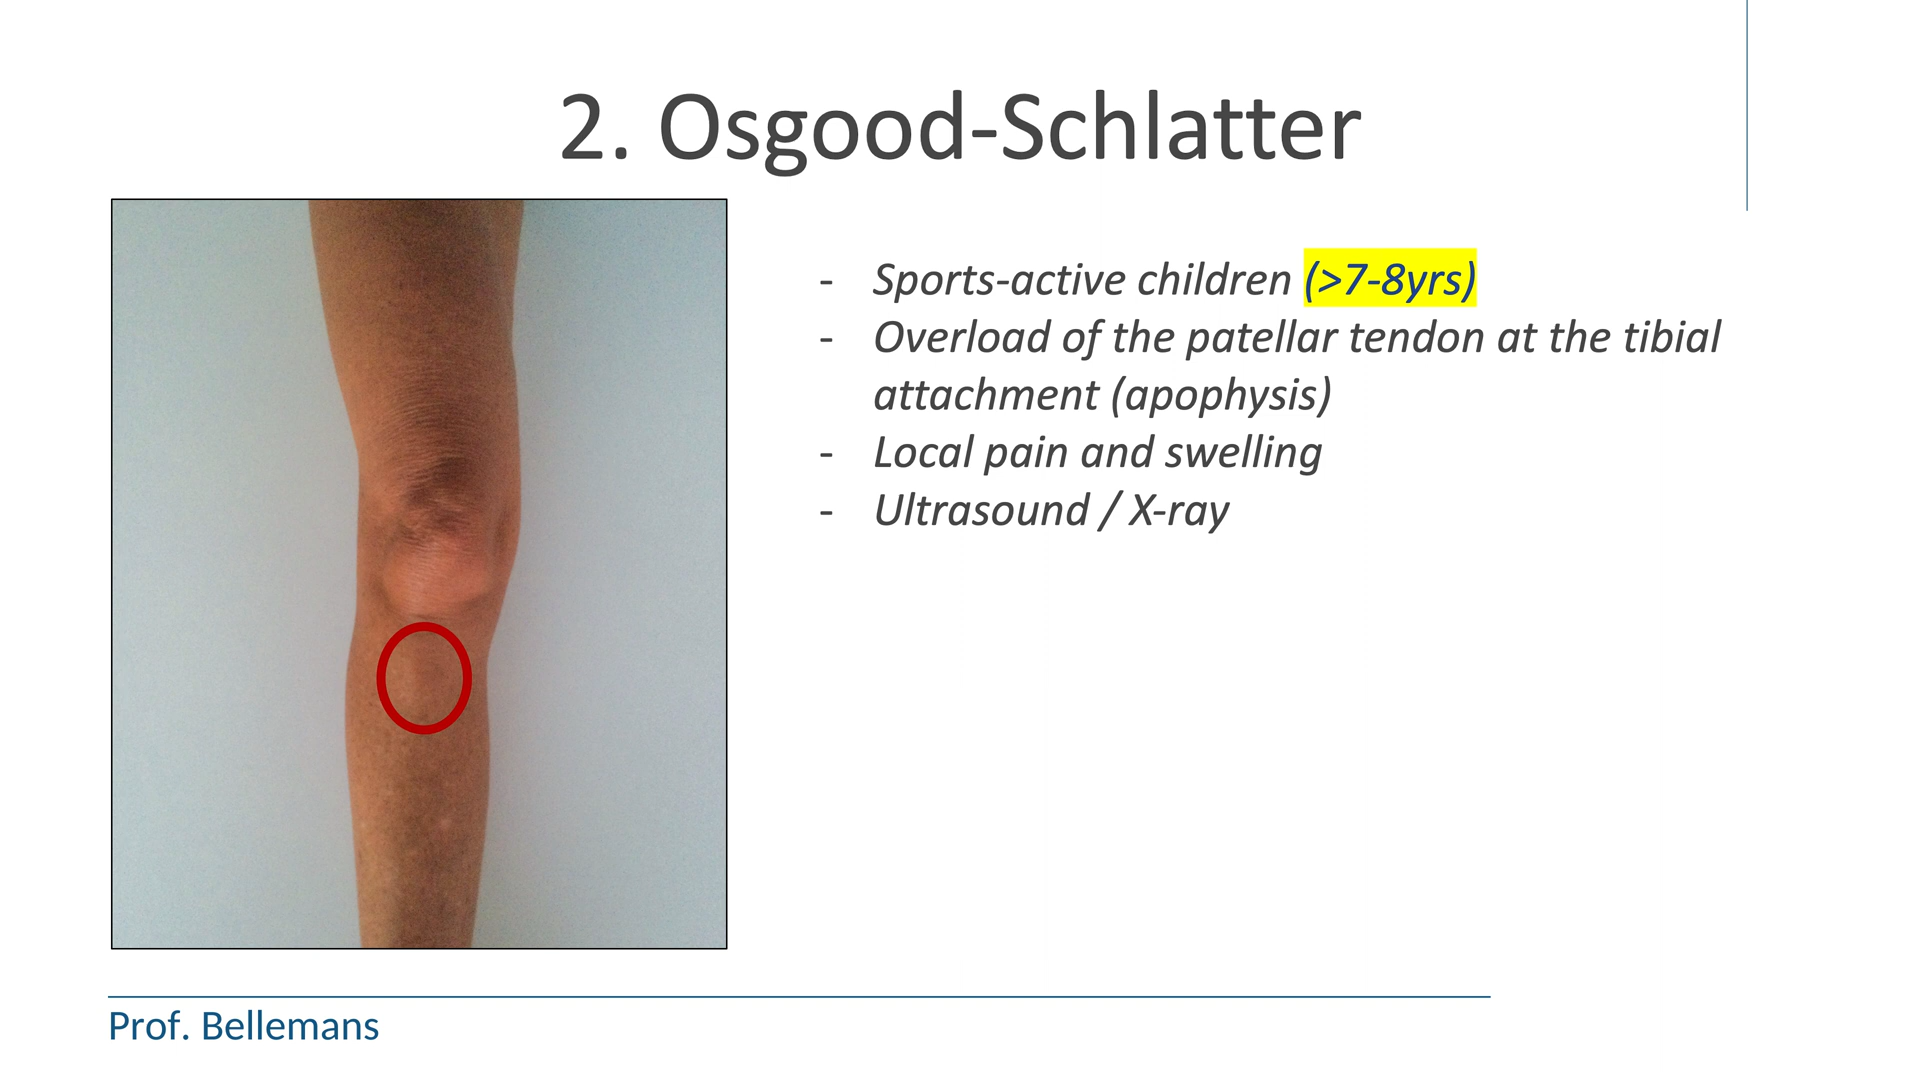 2. Osgood-Schlatter
- Sports-active children (>7-8yrs)
- Overload of the patellar tendon at the tibial
attachment (apophysis)
- Local pain and swelling
- Ultrasound / X-ray
Prof. Bellemans